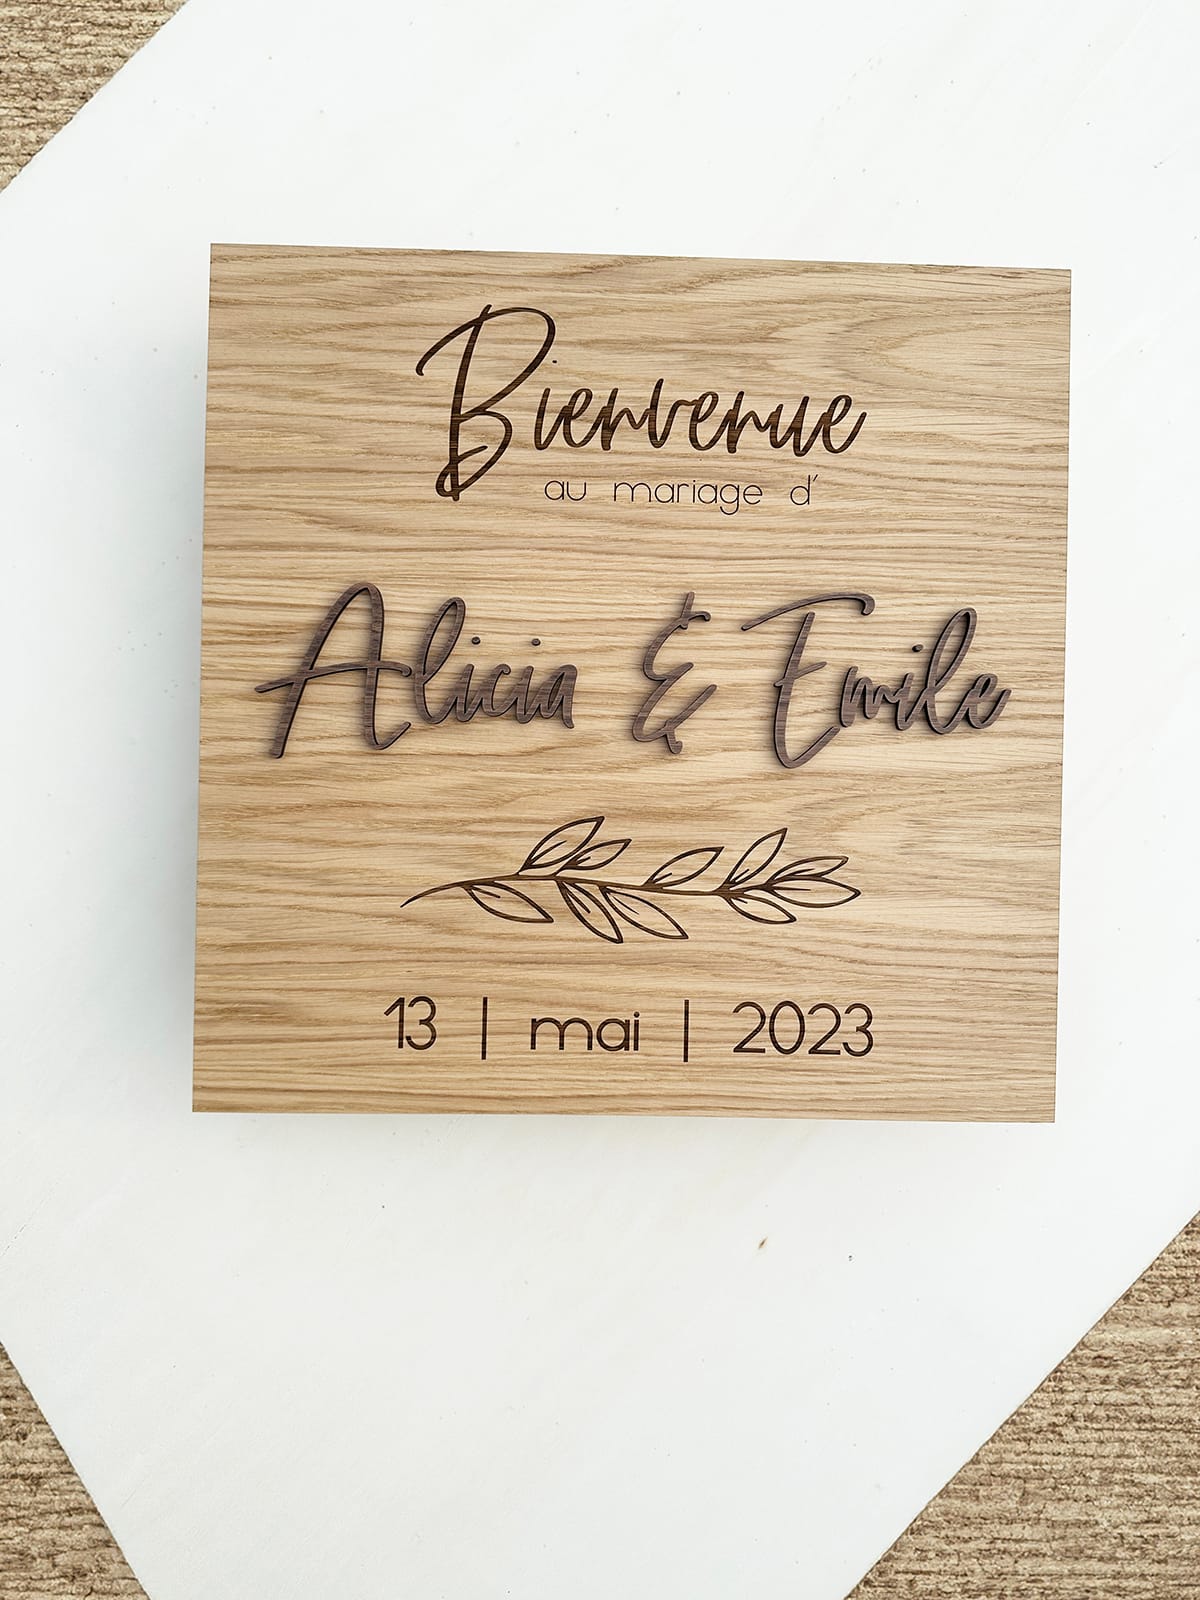 Bienvenue
au mariage d'
Alicia & Emile
13 | mai | 2023